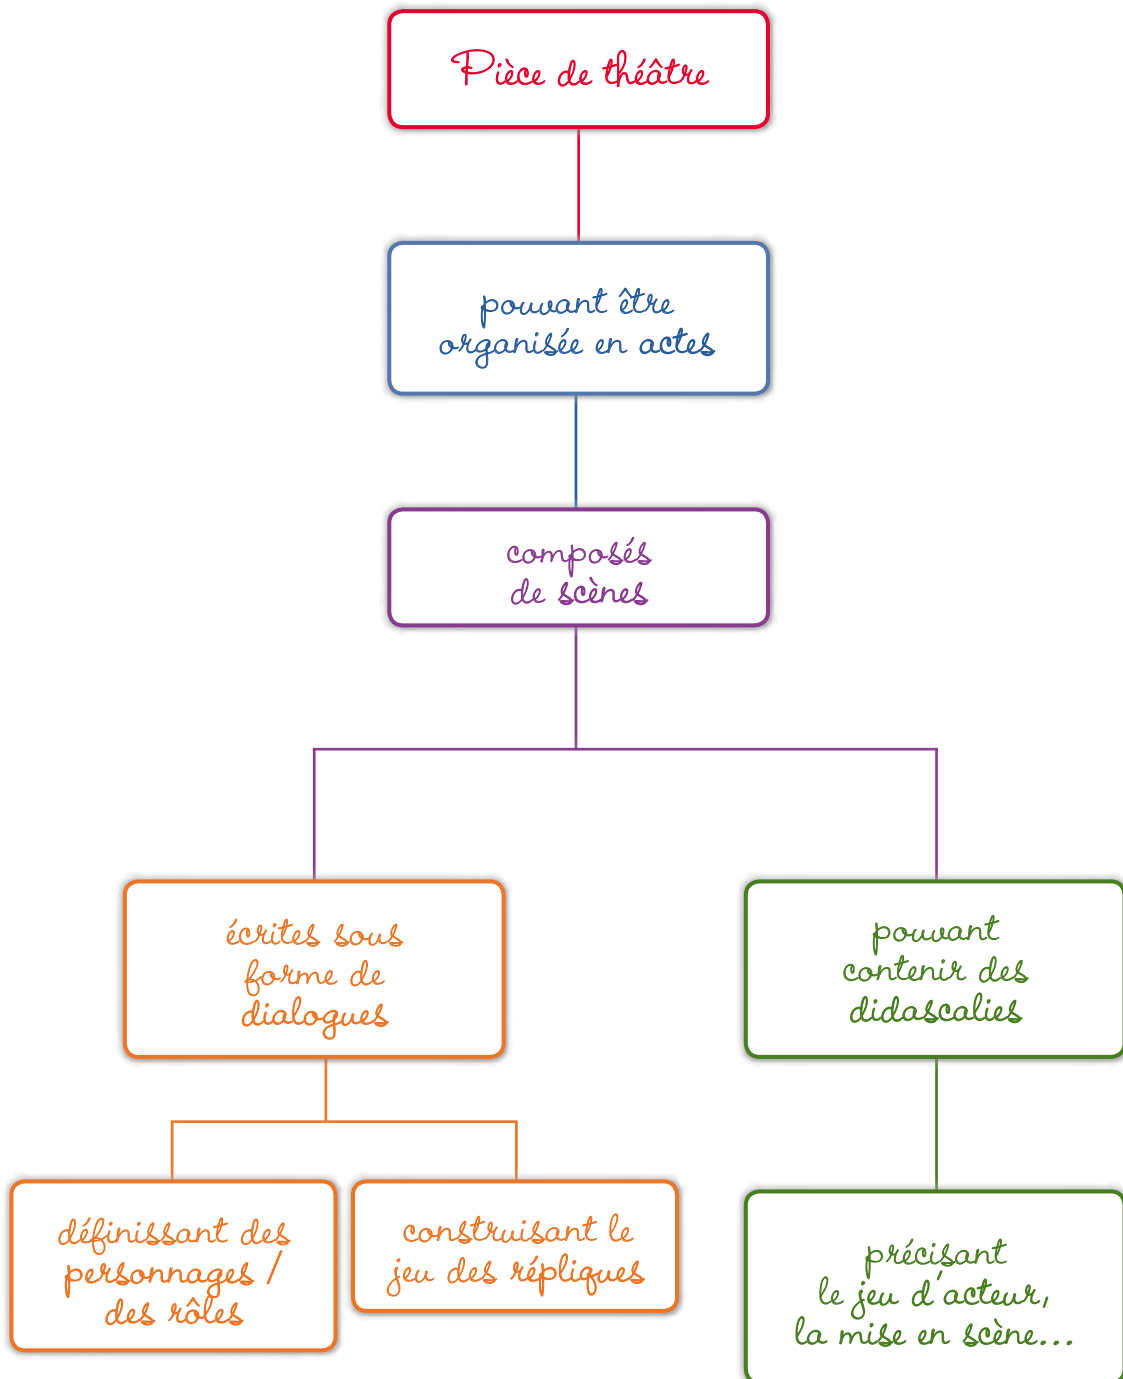 Pièce de théâtre
pouvant être
organisée en actes
composés
de scènes
écrites sous
forme de
dialogues
pouvant
contenir des
didascalies
définissant des
personnages /
des rôles
construisant le
jeu des répliques
précisant
le jeu d'acteur,
la mise en scène...